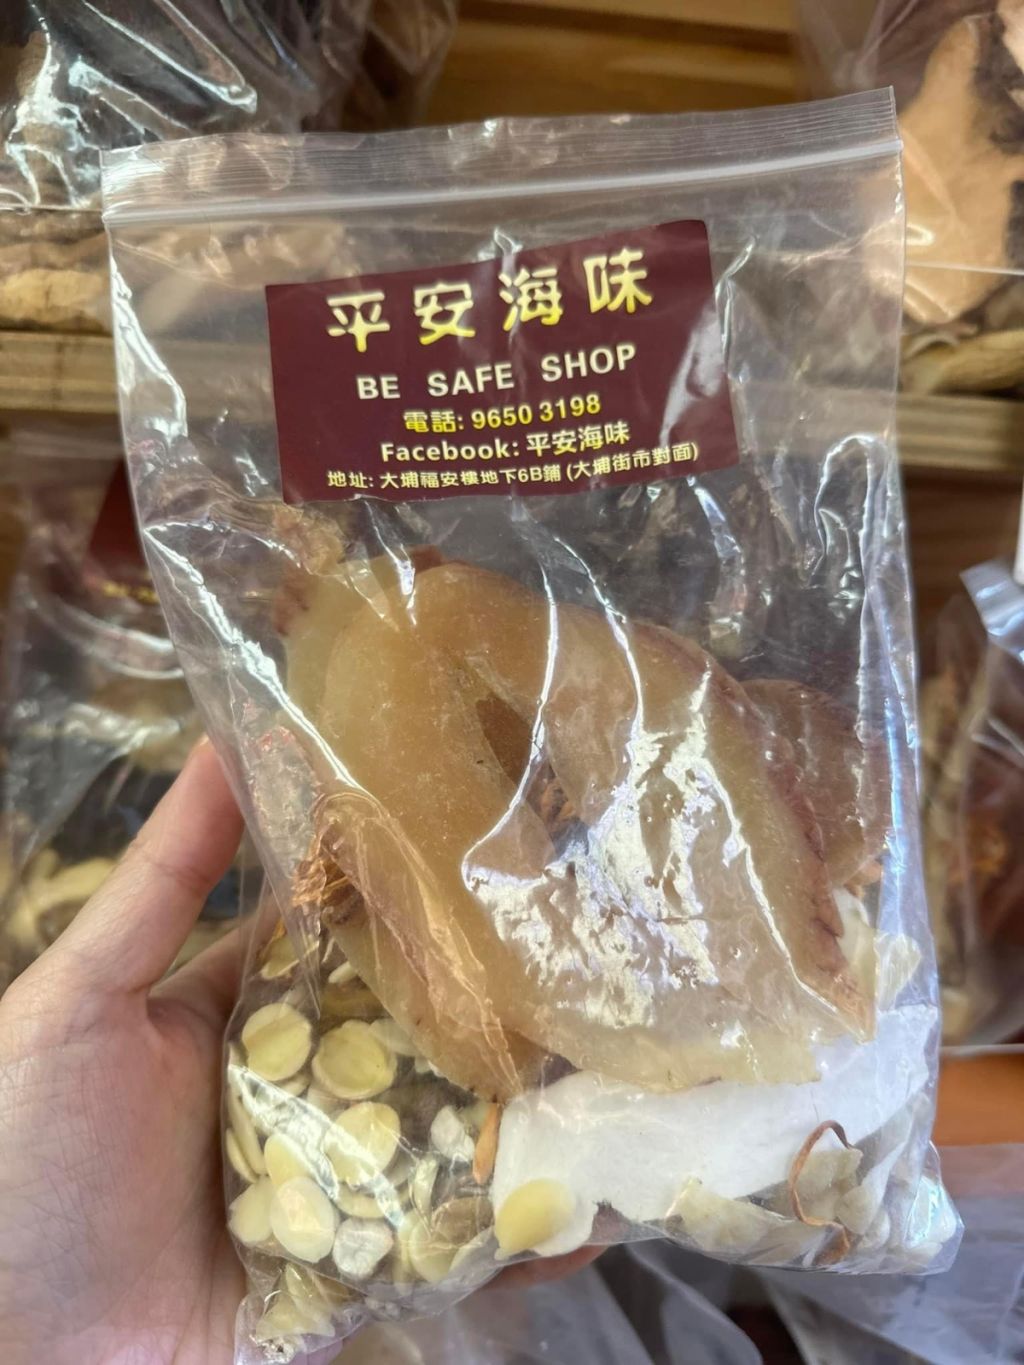 平安海味
BE SAFE SHOP
電話: 9650 3198
Facebook: 平安海味
地址: 大埔福安樓地下6B鋪 (大埔街市對面)